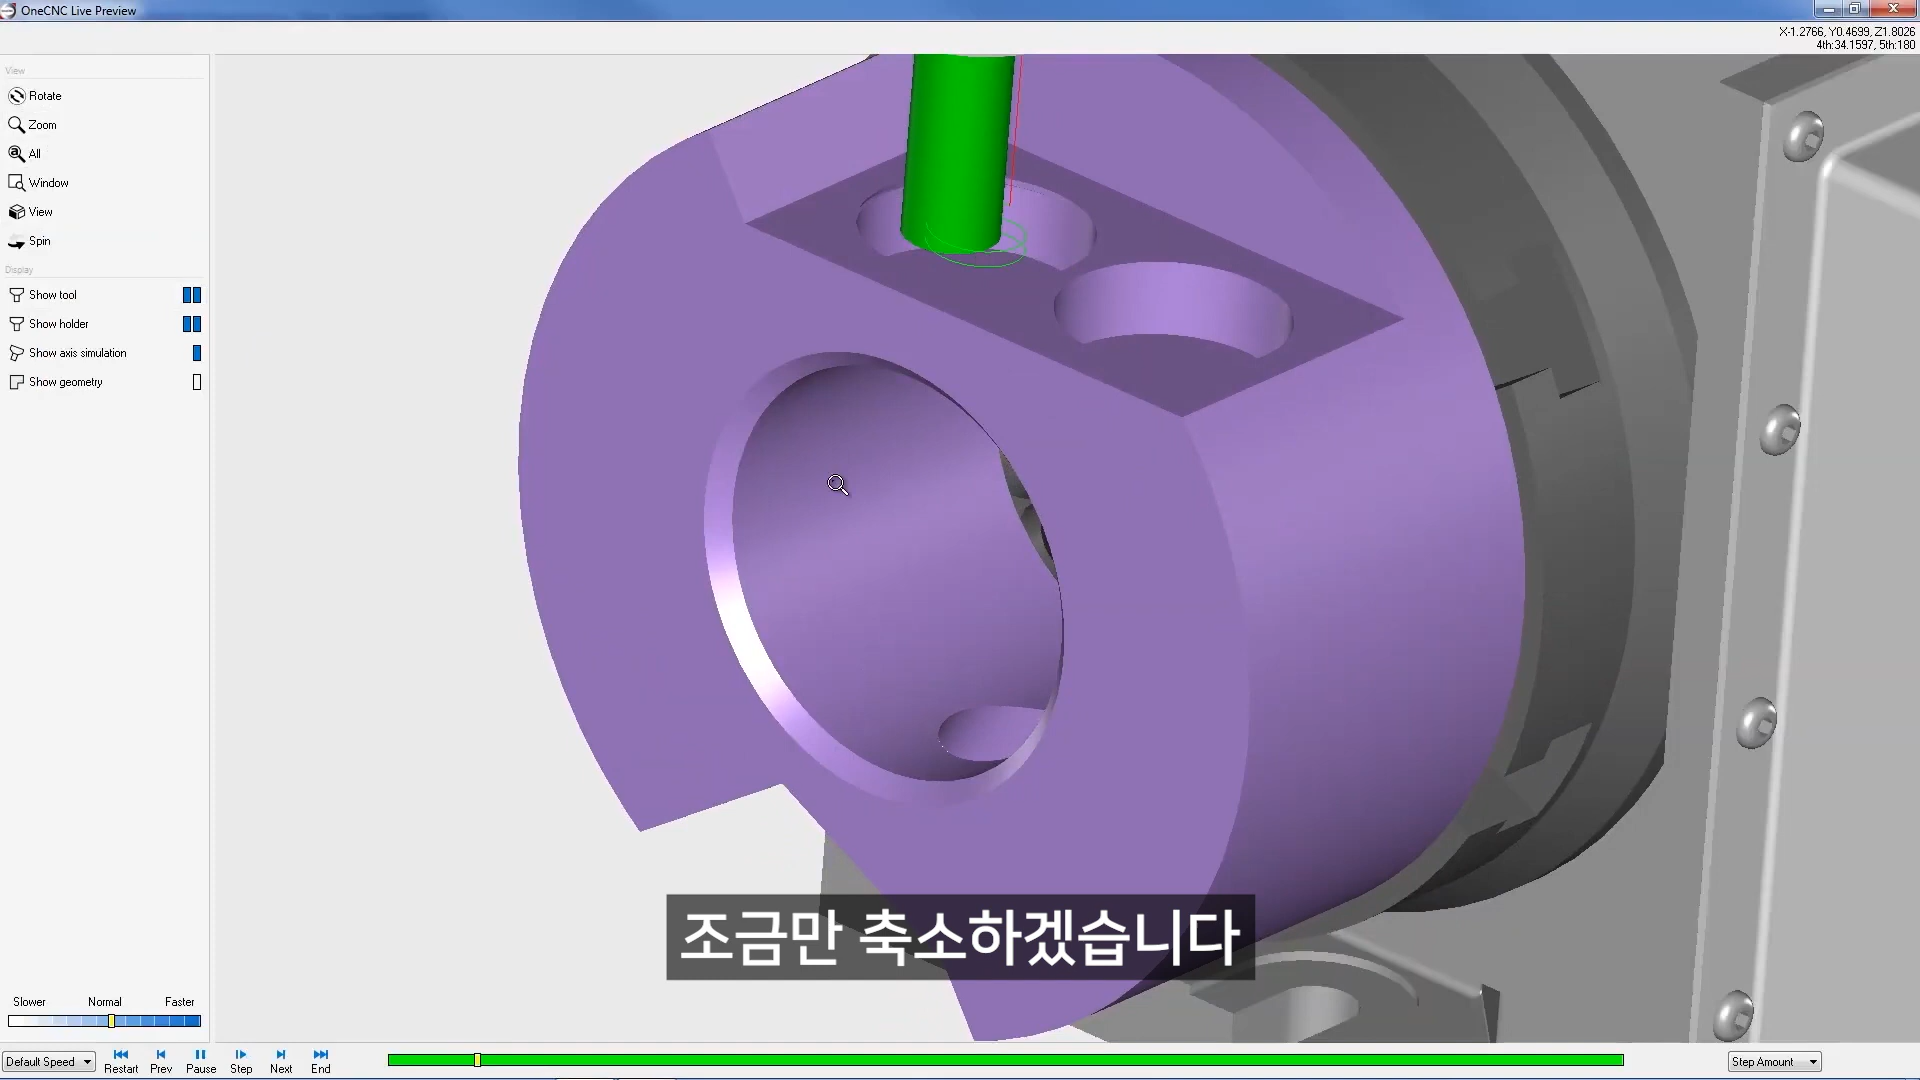 OneCNC Live Preview
X-1.2766, Y0.4699, Z1.8026
4th:34.1597, 5th:180
View
Rotate
Zoom
All
Window
View
Spin
Display
Show tool
Show holder
Show axis simulation
Show geometry
조금만 축소하겠습니다
Slower Normal Faster
Default Speed Restart Prev Pause Step Next End Step Amount